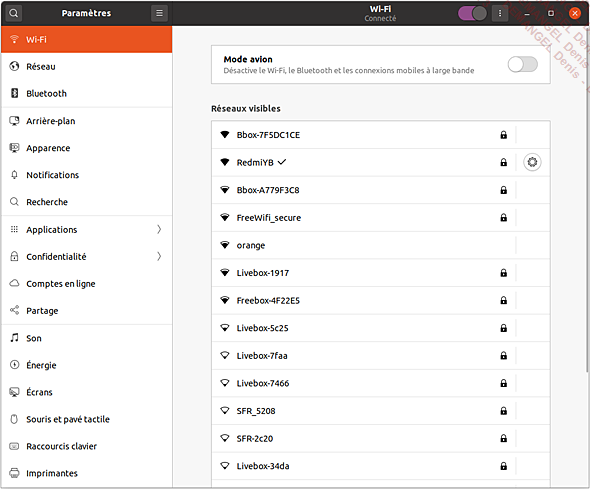 Paramètres
Wi-Fi
Connecté
Wi-Fi
Réseau
Bluetooth
Arrière-plan
Apparence
Notifications
Recherche
Applications
Confidentialité
Comptes en ligne
Partage
Son
Énergie
Écrans
Souris et pavé tactile
Raccourcis clavier
Imprimantes
Mode avion
Désactive le Wi-Fi, le Bluetooth et les connexions mobiles à large bande
Réseaux visibles
Bbox-7F5DC1CE
RedmiYB
Bbox-A779F3C8
FreeWifi_secure
orange
Livebox-1917
Freebox-4F22E5
Livebox-5c25
Livebox-7faa
Livebox-7466
SFR_5208
SFR-2c20
Livebox-34da